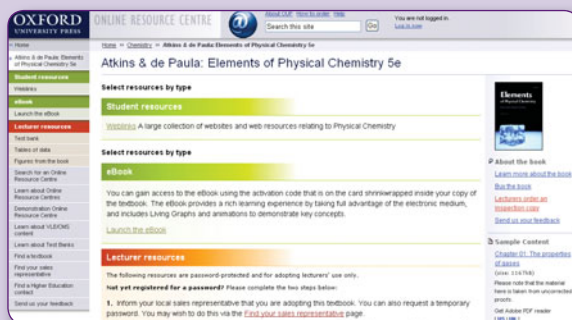 OXFORD
UNIVERSITY PRESS
ONLINE RESOURCE CENTRE
@
About OUP How to order Help
Search this site
Go
You are not logged in.
Log in now
Home
Home >> Chemistry >> Atkins & de Paula: Elements of Physical Chemistry 5e
Atkins & de Paula: Elements
of Physical Chemistry 5e
Student resources
Weblinks
eBook
Launch the eBook
Lecturer resources
Test bank
Tables of data
Figures from the book
Search for an Online
Resource Centre
Learn about Online
Resource Centres
Demonstration Online
Resource Centre
Learn about VLE/CMS
content
Learn about Test Banks
Find a textbook
Find your sales
representative
Find a Higher Education
contact
Send us your feedback
Atkins & de Paula: Elements of Physical Chemistry 5e
Select resources by type
Student resources
Weblinks A large collection of websites and web resources relating to Physical Chemistry
Select resources by type
eBook
You can gain access to the eBook using the activation code that is on the card shrinkwrapped inside your copy of
the textbook. The eBook provides a rich learning experience by taking full advantage of the electronic medium,
and includes Living Graphs and animations to demonstrate key concepts.
Launch the eBook
Lecturer resources
The following resources are password-protected and for adopting lecturers' use only.
Not yet registered for a password? Please complete the two steps below:
1. Inform your local sales representative that you are adopting this textbook. You can also request a temporary
password. You may wish to do this via the Find your sales representative page.
Elements
of Physical Chemistry
About the book
Learn more about the book
Buy the book
Lecturers order an
inspection copy
Send us your feedback
Sample Content
Chapter 01: The properties
of gases
Please note that the material
here is taken from uncorrected
proofs.
Get Adobe PDF reader